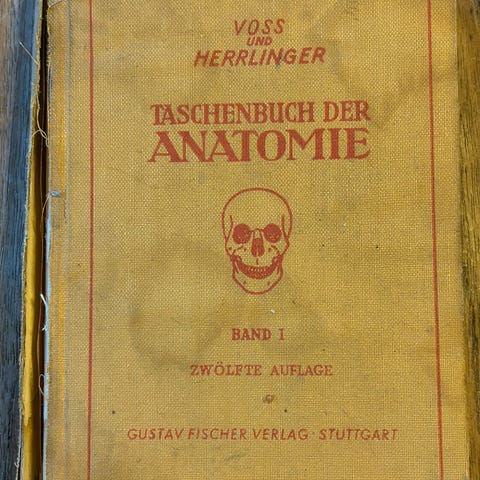 VOSS
UND
HERRLINGER
TASCHENBUCH DER
ANATOMIE
BAND I
ZWÖLFTE AUFLAGE
GUSTAV FISCHER VERLAG · STUTTGART